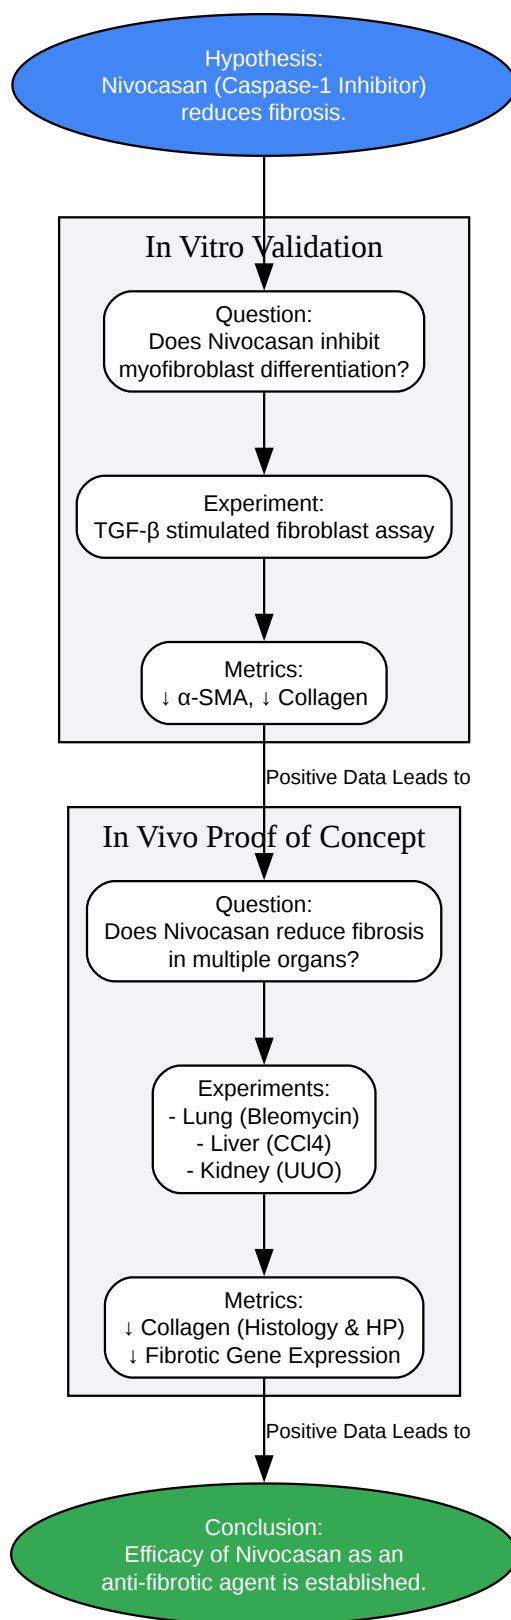 Hypothesis:
Nivocasan (Caspase-1 Inhibitor)
reduces fibrosis.
In Vitro Validation
Question:
Does Nivocasan inhibit
myofibroblast differentiation?
Experiment:
TGF-β stimulated fibroblast assay
Metrics:
↓ α-SMA, ↓ Collagen
Positive Data Leads to
In Vivo Proof of Concept
Question:
Does Nivocasan reduce fibrosis
in multiple organs?
Experiments:
- Lung (Bleomycin)
- Liver (CCl4)
- Kidney (UUO)
Metrics:
↓ Collagen (Histology & HP)
↓ Fibrotic Gene Expression
Positive Data Leads to
Conclusion:
Efficacy of Nivocasan as an
anti-fibrotic agent is established.